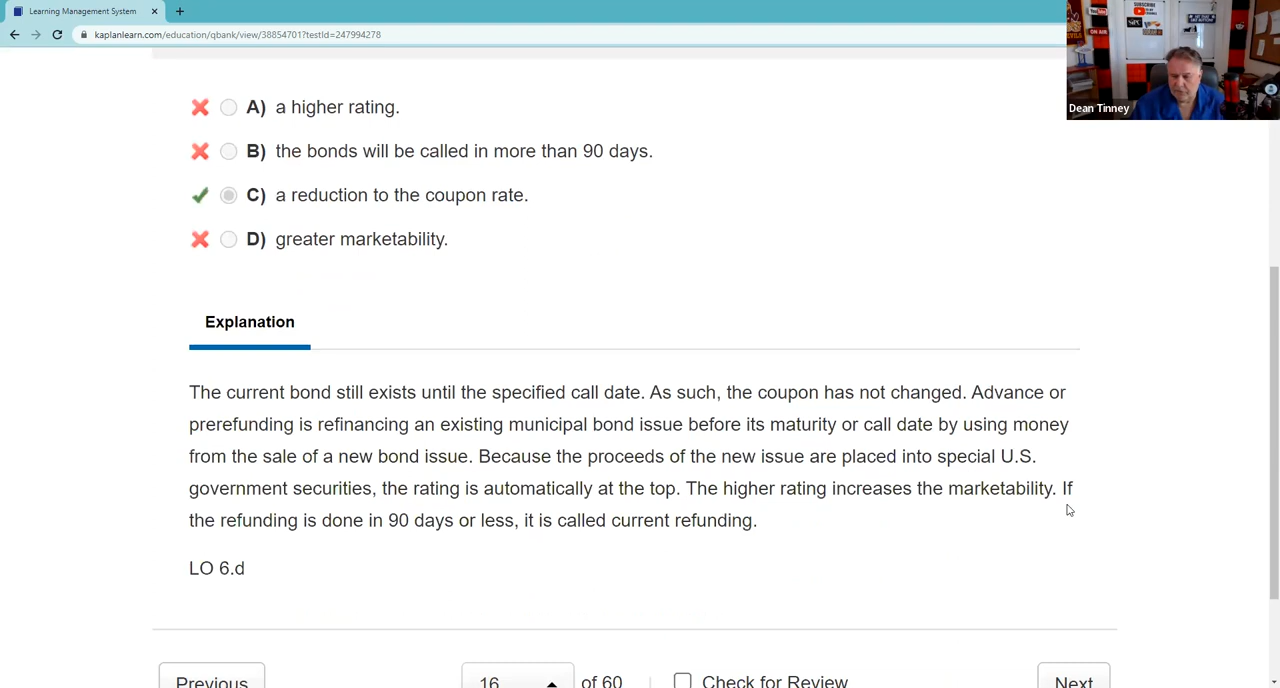 Learning Management System
kaplanlearn.com/education/qbank/view/38854701?testId=247994278
SUBSCRIBE
ON AIR
SIPC
Dean Tinney
A) a higher rating.
B) the bonds will be called in more than 90 days.
C) a reduction to the coupon rate.
D) greater marketability.
Explanation
The current bond still exists until the specified call date. As such, the coupon has not changed. Advance or
prerefunding is refinancing an existing municipal bond issue before its maturity or call date by using money
from the sale of a new bond issue. Because the proceeds of the new issue are placed into special U.S.
government securities, the rating is automatically at the top. The higher rating increases the marketability. If
the refunding is done in 90 days or less, it is called current refunding.
LO 6.d
Previous
16 of 60
Check for Review
Next